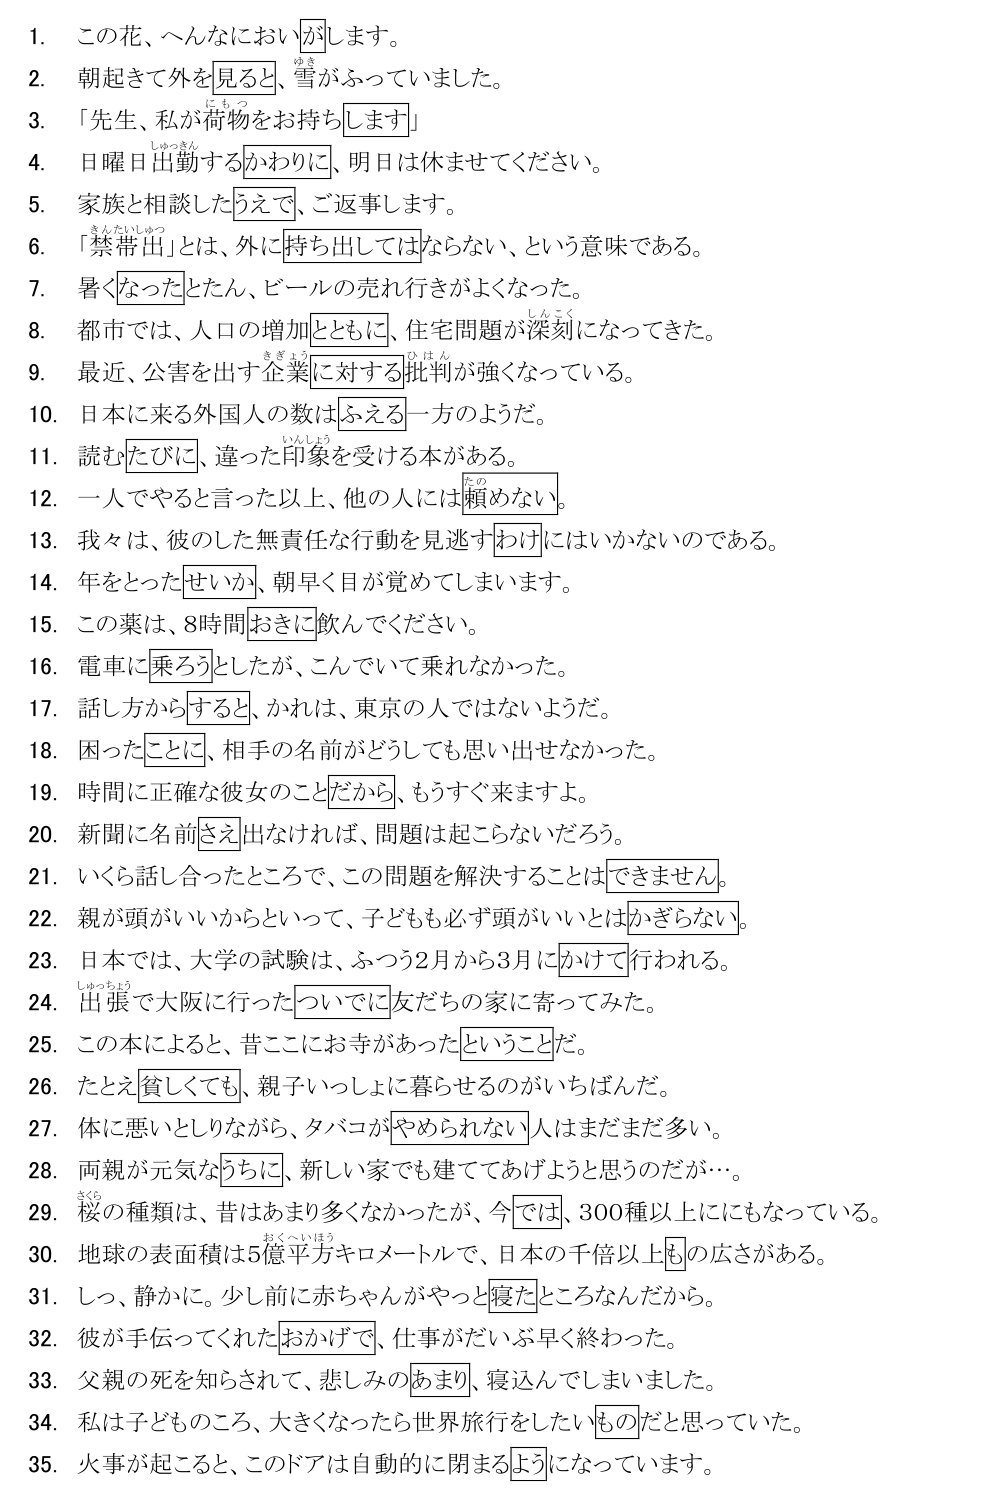 1. この花、へんなにおいがします。
2. 朝起きて外を見ると、雪がふっていました。
3. 「先生、私が荷物をお持ちします」
4. 日曜日出勤するかわりに、明日は休ませてください。
5. 家族と相談したうえで、ご返事します。
6. 「禁帯出」とは、外に持ち出してはならない、という意味である。
7. 暑くなったとたん、ビールの売れ行きがよくなった。
8. 都市では、人口の増加とともに、住宅問題が深刻になってきた。
9. 最近、公害を出す企業に対する批判が強くなっている。
10. 日本に来る外国人の数はふえる一方のようだ。
11. 読むたびに、違った印象を受ける本がある。
12. 一人でやると言った以上、他の人には頼めない。
13. 我々は、彼のした無責任な行動を見逃すわけにはいかないのである。
14. 年をとったせいか、朝早く目が覚めてしまいます。
15. この薬は、8時間おきに飲んでください。
16. 電車に乗ろうとしたが、こんでいて乗れなかった。
17. 話し方からすると、かれは、東京の人ではないようだ。
18. 困ったことに、相手の名前がどうしても思い出せなかった。
19. 時間に正確な彼女のことだから、もうすぐ来ますよ。
20. 新聞に名前さえ出なければ、問題は起こらないだろう。
21. いくら話し合ったところで、この問題を解決することはできません。
22. 親が頭がいいからといって、子どもも必ず頭がいいとはかぎらない。
23. 日本では、大学の試験は、ふつう2月から3月にかけて行われる。
24. 出張で大阪に行ったついでに友だちの家に寄ってみた。
25. この本によると、昔ここにお寺があったということだ。
26. たとえ貧しくても、親子いっしょに暮らせるのがいちばんだ。
27. 体に悪いとしりながら、タバコがやめられない人はまだまだ多い。
28. 両親が元気なうちに、新しい家でも建ててあげようと思うのだが…。
29. 桜の種類は、昔はあまり多くなかったが、今では、300種以上ににもなっている。
30. 地球の表面積は5億平方キロメートルで、日本の千倍以上もの広さがある。
31. しっ、静かに。少し前に赤ちゃんがやっと寝たところなんだから。
32. 彼が手伝ってくれたおかげで、仕事がだいぶ早く終わった。
33. 父親の死を知らされて、悲しみのあまり、寝込んでしまいました。
34. 私は子どものころ、大きくなったら世界旅行をしたいものだと思っていた。
35. 火事が起こると、このドアは自動的に閉まるようになっています。